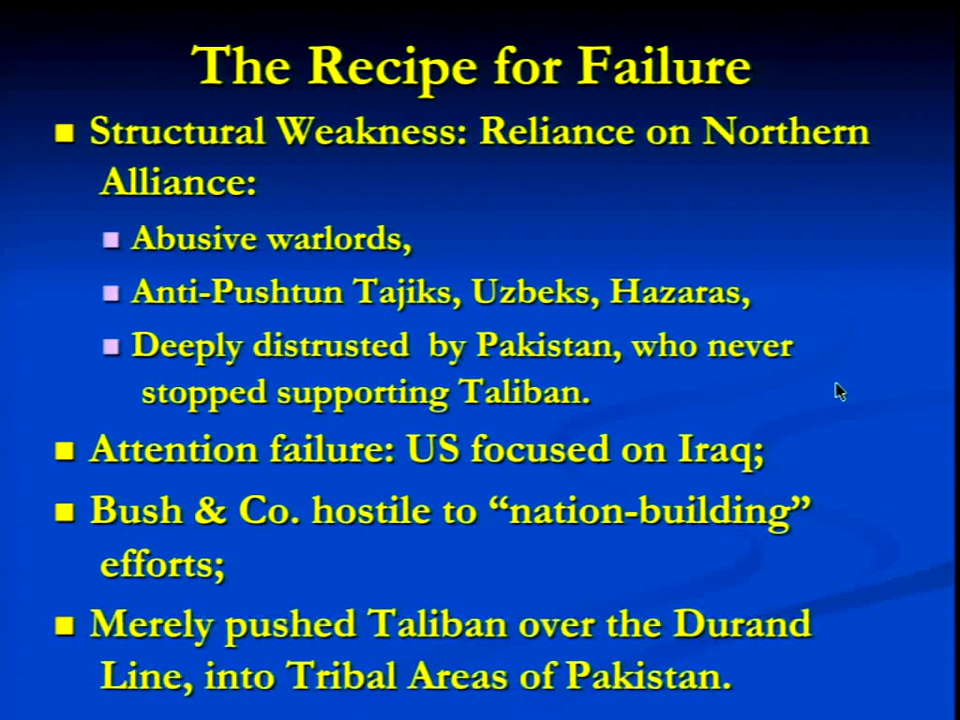 The Recipe for Failure
Structural Weakness: Reliance on Northern
Alliance:
Abusive warlords,
Anti-Pushtun Tajiks, Uzbeks, Hazaras,
Deeply distrusted by Pakistan, who never
stopped supporting Taliban.
Attention failure: US focused on Iraq;
Bush & Co. hostile to “nation-building”
efforts;
Merely pushed Taliban over the Durand
Line, into Tribal Areas of Pakistan.